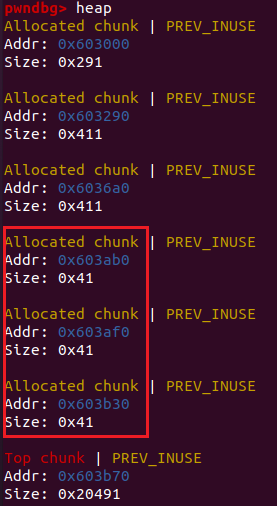 pwndbg> heap
Allocated chunk | PREV_INUSE
Addr: 0x603000
Size: 0x291
Allocated chunk | PREV_INUSE
Addr: 0x603290
Size: 0x411
Allocated chunk | PREV_INUSE
Addr: 0x6036a0
Size: 0x411
Allocated chunk | PREV_INUSE
Addr: 0x603ab0
Size: 0x41
Allocated chunk | PREV_INUSE
Addr: 0x603af0
Size: 0x41
Allocated chunk | PREV_INUSE
Addr: 0x603b30
Size: 0x41
Top chunk | PREV_INUSE
Addr: 0x603b70
Size: 0x20491